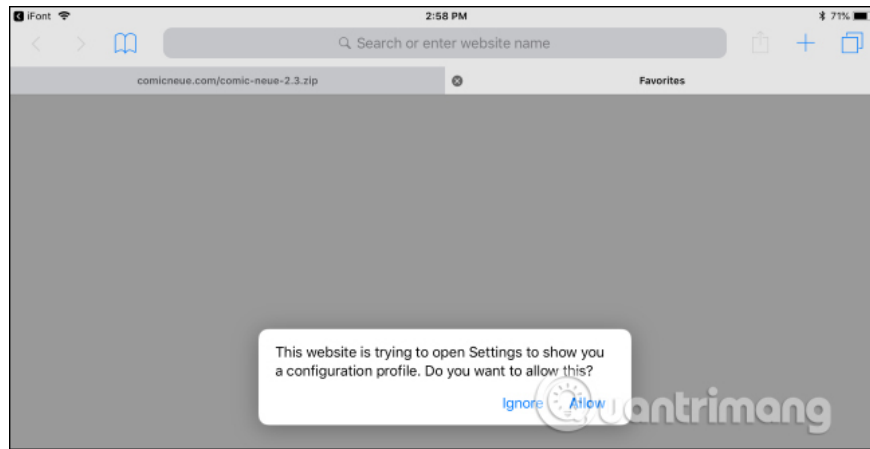 iFont 2:58 PM 71%
Search or enter website name
comicneue.com/comic-neue-2.3.zip Favorites
This website is trying to open Settings to show you
a configuration profile. Do you want to allow this?
Ignore Allow
Quantrimang